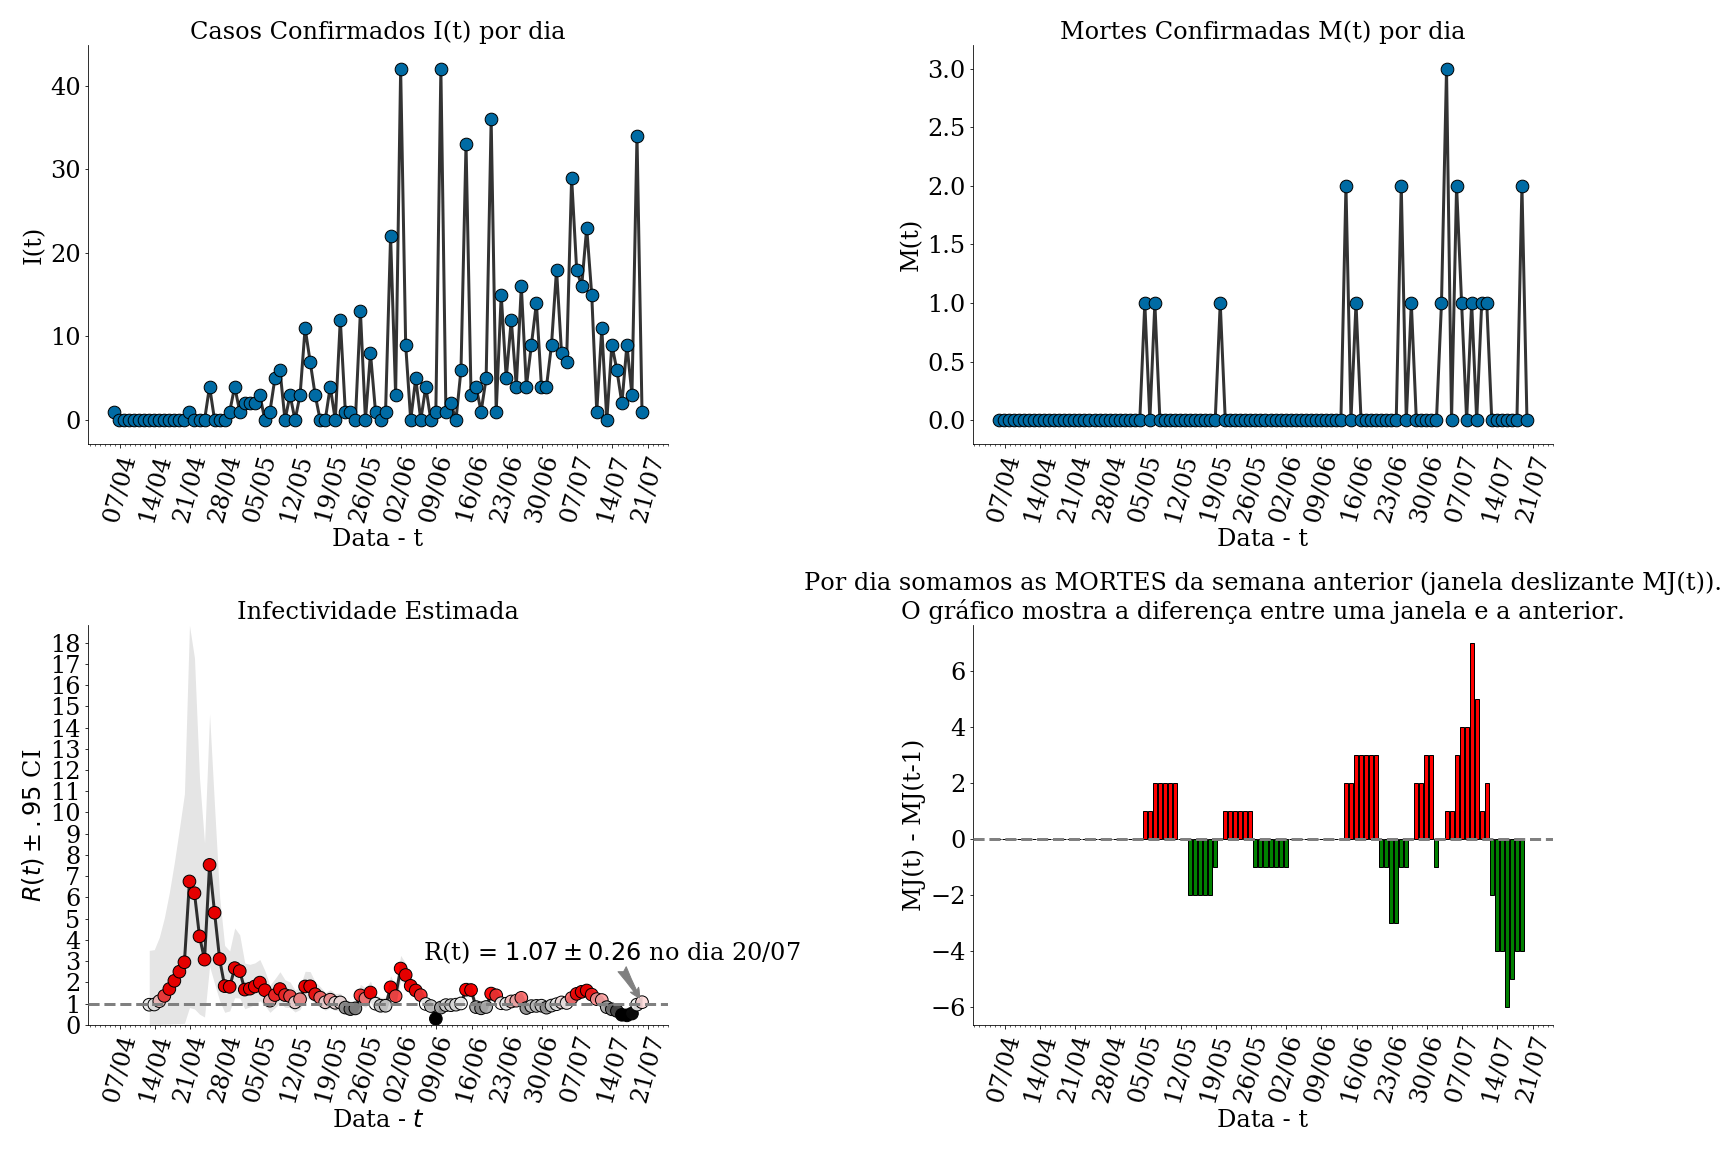 Casos Confirmados I(t) por dia
I(t)
40
30
20
10
0
07/04 14/04 21/04 28/04 05/05 12/05 19/05 26/05 02/06 09/06 16/06 23/06 30/06 07/07 14/07 21/07
Data - t
Mortes Confirmadas M(t) por dia
M(t)
3.0
2.5
2.0
1.5
1.0
0.5
0.0
07/04 14/04 21/04 28/04 05/05 12/05 19/05 26/05 02/06 09/06 16/06 23/06 30/06 07/07 14/07 21/07
Data - t
Infectividade Estimada
R(t) ± .95 CI
18
17
16
15
14
13
12
11
10
9
8
7
6
5
4
3
2
1
0
R(t) = 1.07 ± 0.26 no dia 20/07
07/04 14/04 21/04 28/04 05/05 12/05 19/05 26/05 02/06 09/06 16/06 23/06 30/06 07/07 14/07 21/07
Data - t
Por dia somamos as MORTES da semana anterior (janela deslizante MJ(t)).
O gráfico mostra a diferença entre uma janela e a anterior.
MJ(t) - MJ(t-1)
6
4
2
0
−2
−4
−6
07/04 14/04 21/04 28/04 05/05 12/05 19/05 26/05 02/06 09/06 16/06 23/06 30/06 07/07 14/07 21/07
Data - t